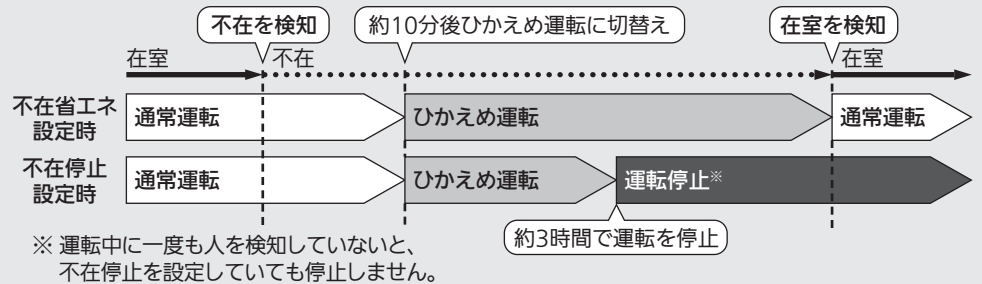 不在を検知
約10分後ひかえめ運転に切替え
在室を検知
在室
不在
在室
不在省エネ
設定時
通常運転
ひかえめ運転
通常運転
不在停止
設定時
通常運転
ひかえめ運転
運転停止※
約3時間で運転を停止
※ 運転中に一度も人を検知していないと、
不在停止を設定していても停止しません。